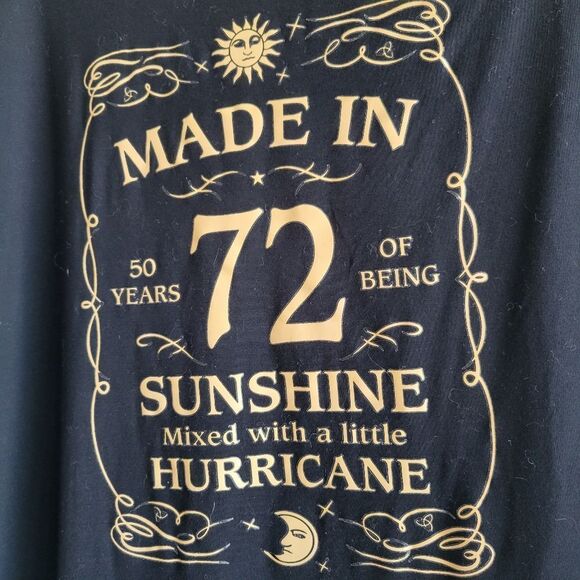 MADE IN
72
50 YEARS
OF BEING
SUNSHINE
Mixed with a little
HURRICANE